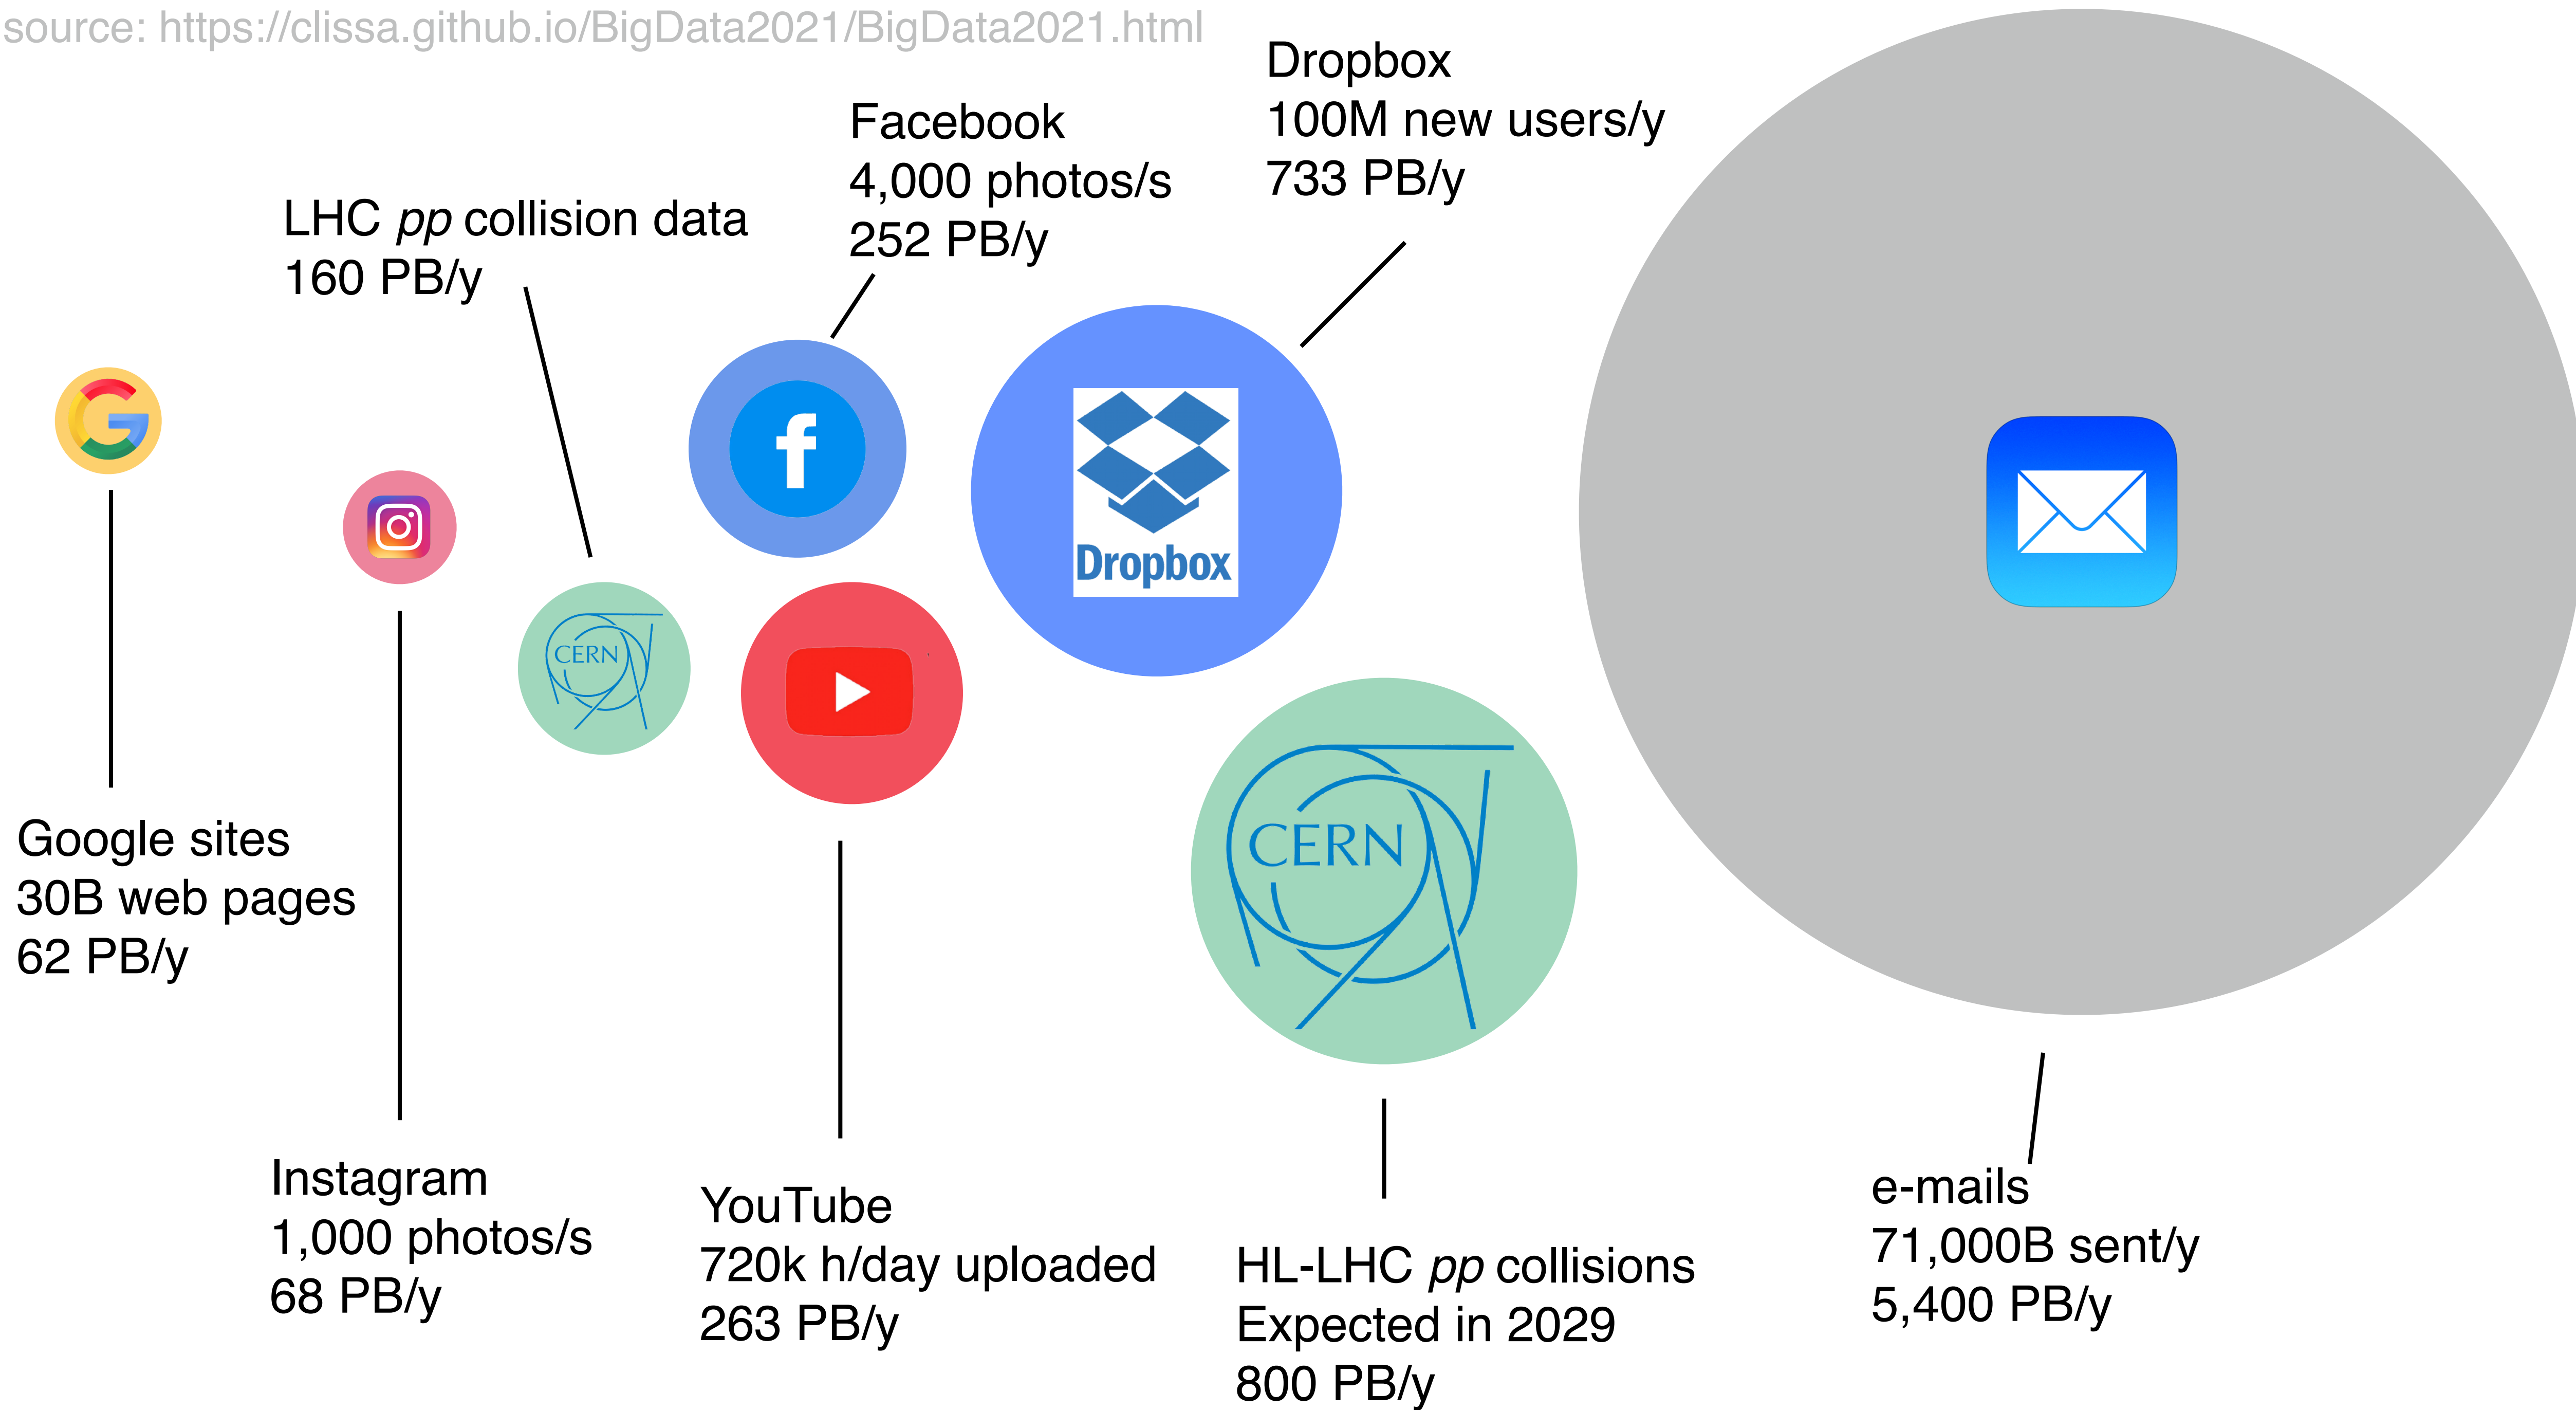 source: https://clissa.github.io/BigData2021/BigData2021.html
Dropbox
100M new users/y
733 PB/y
Facebook
4,000 photos/s
252 PB/y
LHC pp collision data
160 PB/y
f
Dropbox
CERN
CERN
Google sites
30B web pages
62 PB/y
Instagram
1,000 photos/s
68 PB/y
YouTube
720k h/day uploaded
263 PB/y
HL-LHC pp collisions
Expected in 2029
800 PB/y
e-mails
71,000B sent/y
5,400 PB/y